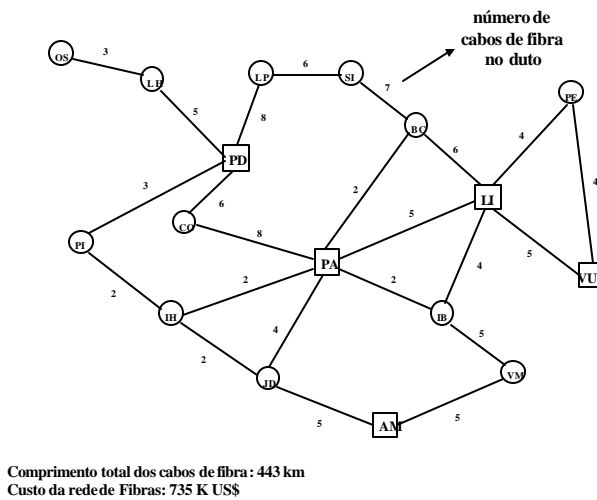 número de
cabos de fibra
no duto
OS
3
LH
LP
6
SI
7
PE
5
8
BC
6
4
PD
4
3
6
2
LI
CO
8
5
PI
PA
4
5
VU
2
2
2
IH
IB
4
5
2
JD
VM
5
AM
5
Comprimento total dos cabos de fibra: 443 km
Custo da rede de Fibras: 735 K US$